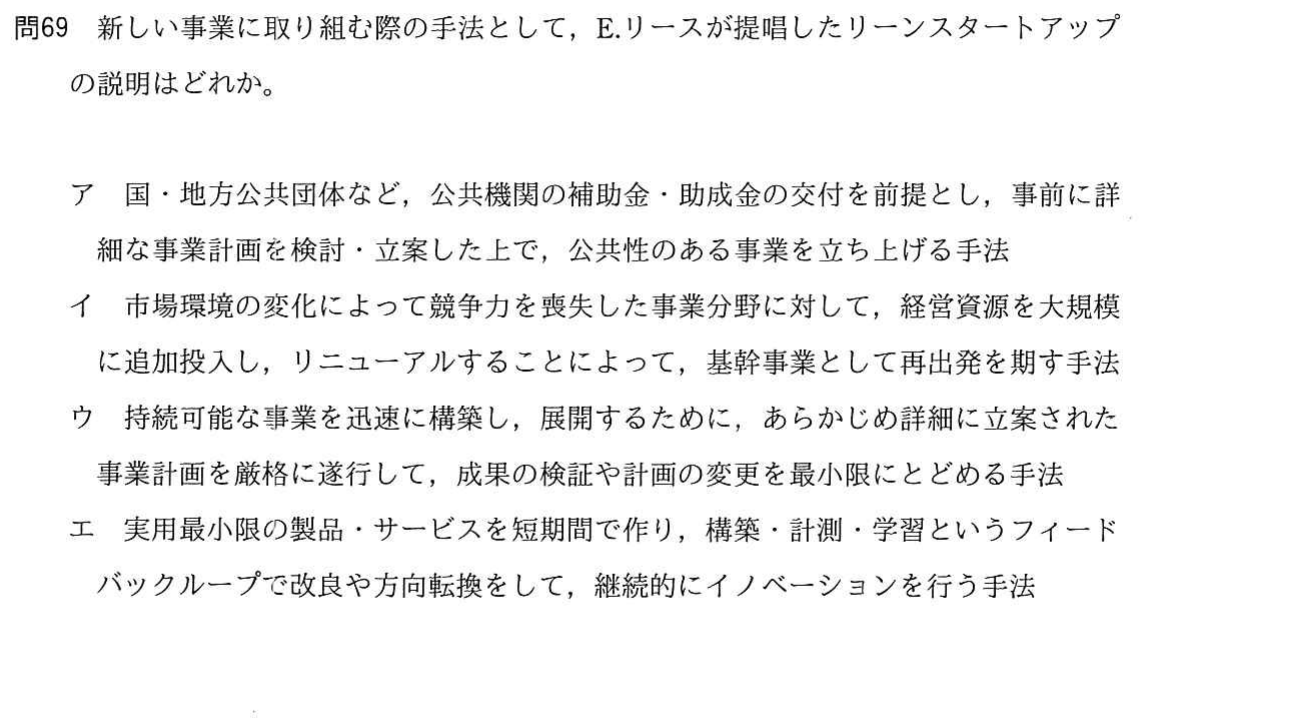 問69 新しい事業に取り組む際の手法として，E.リースが提唱したリーンスタートアップ
の説明はどれか。
ア 国・地方公共団体など，公共機関の補助金・助成金の交付を前提とし，事前に詳
細な事業計画を検討・立案した上で，公共性のある事業を立ち上げる手法
イ 市場環境の変化によって競争力を喪失した事業分野に対して，経営資源を大規模
に追加投入し，リニューアルすることによって，基幹事業として再出発を期す手法
ウ 持続可能な事業を迅速に構築し，展開するために，あらかじめ詳細に立案された
事業計画を厳格に遂行して，成果の検証や計画の変更を最小限にとどめる手法
エ 実用最小限の製品・サービスを短期間で作り，構築・計測・学習というフィード
バックループで改良や方向転換をして，継続的にイノベーションを行う手法